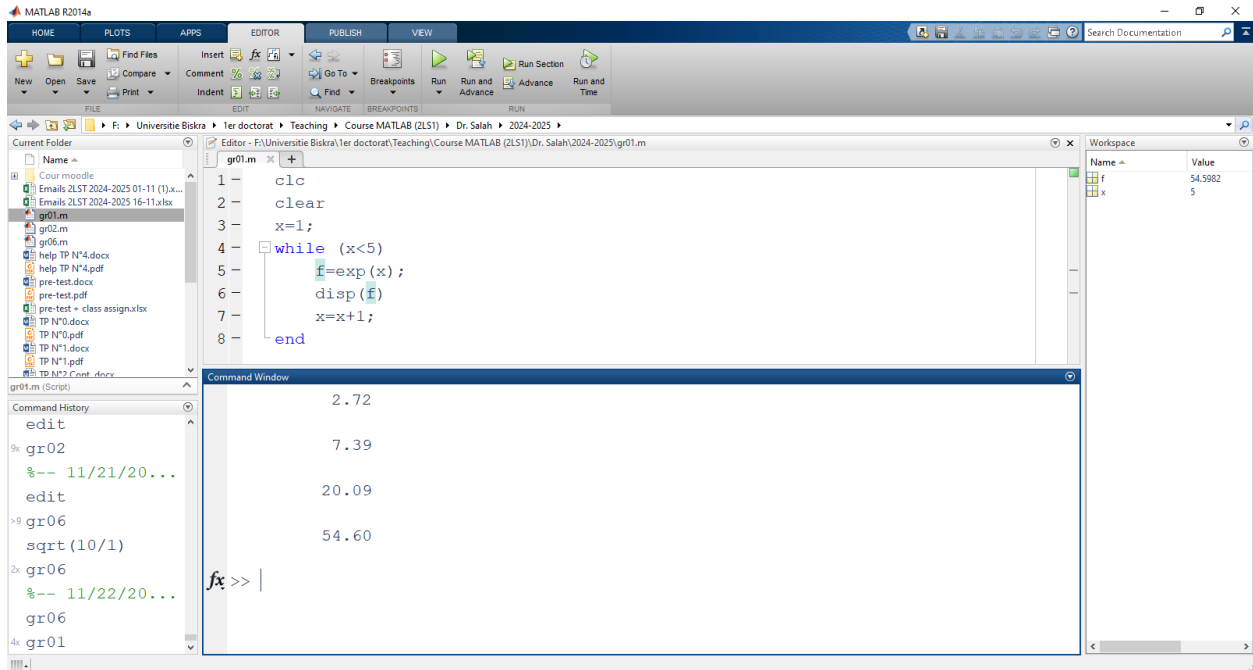 MATLAB R2014a
HOME PLOTS APPS EDITOR PUBLISH VIEW Search Documentation
New Open Save Find Files Compare Print
Insert fx Comment Indent
Go To Find
Breakpoints Run Run and Advance Run Section Advance Run and Time
FILE EDIT NAVIGATE BREAKPOINTS RUN
F: Universitie Biskra 1er doctorat Teaching Course MATLAB (2LS1) Dr. Salah 2024-2025
Current Folder
Name
Cour moodle
Emails 2LST 2024-2025 01-11 (1).x...
Emails 2LST 2024-2025 16-11.xlsx
gr01.m
gr02.m
gr06.m
help TP N°4.docx
help TP N°4.pdf
pre-test.docx
pre-test.pdf
pre-test + class assign.xlsx
TP N°0.docx
TP N°0.pdf
TP N°1.docx
TP N°1.pdf
TP N°2 Cont .docx
gr01.m (Script)
Command History
edit
9x gr02
%-- 11/21/20...
edit
>9 gr06
sqrt(10/1)
2x gr06
%-- 11/22/20...
gr06
4x gr01
Editor - F:\Universitie Biskra\1er doctorat\Teaching\Course MATLAB (2LS1)\Dr. Salah\2024-2025\gr01.m
gr01.m
1 clc
2 clear
3 x=1;
4 while (x<5)
5 f=exp(x);
6 disp(f)
7 x=x+1;
8 end
Command Window
2.72
7.39
20.09
54.60
fx >>
Workspace
Name Value
f 54.5982
x 5